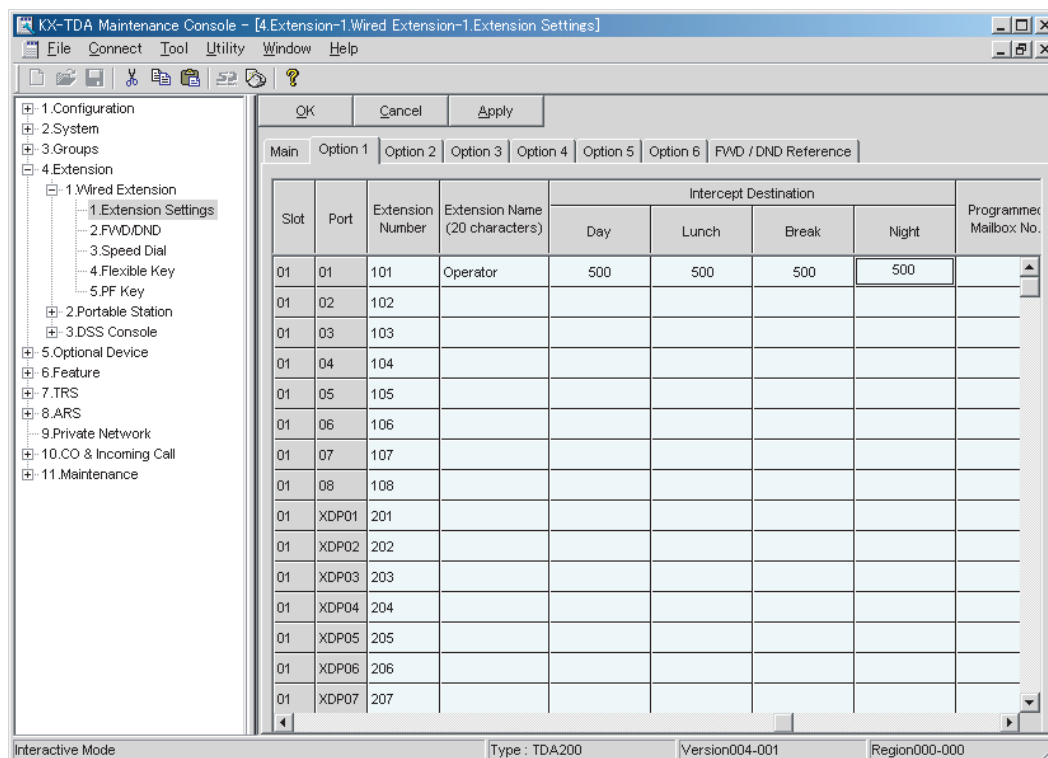 KX-TDA Maintenance Console - [4.Extension-1.Wired Extension-1.Extension Settings]
File Connect Tool Utility Window Help
1.Configuration
2.System
3.Groups
4.Extension
1.Wired Extension
1.Extension Settings
2.FWD/DND
3.Speed Dial
4.Flexible Key
5.PF Key
2.Portable Station
3.DSS Console
5.Optional Device
6.Feature
7.TRS
8.ARS
9.Private Network
10.CO & Incoming Call
11.Maintenance
OK Cancel Apply
Main Option 1 Option 2 Option 3 Option 4 Option 5 Option 6 FWD / DND Reference
Slot Port Extension Number Extension Name (20 characters) Intercept Destination Programmed Mailbox No.
Day Lunch Break Night
01 01 101 Operator 500 500 500 500
01 02 102
01 03 103
01 04 104
01 05 105
01 06 106
01 07 107
01 08 108
01 XDP01 201
01 XDP02 202
01 XDP03 203
01 XDP04 204
01 XDP05 205
01 XDP06 206
01 XDP07 207
Interactive Mode Type : TDA200 Version004-001 Region000-000